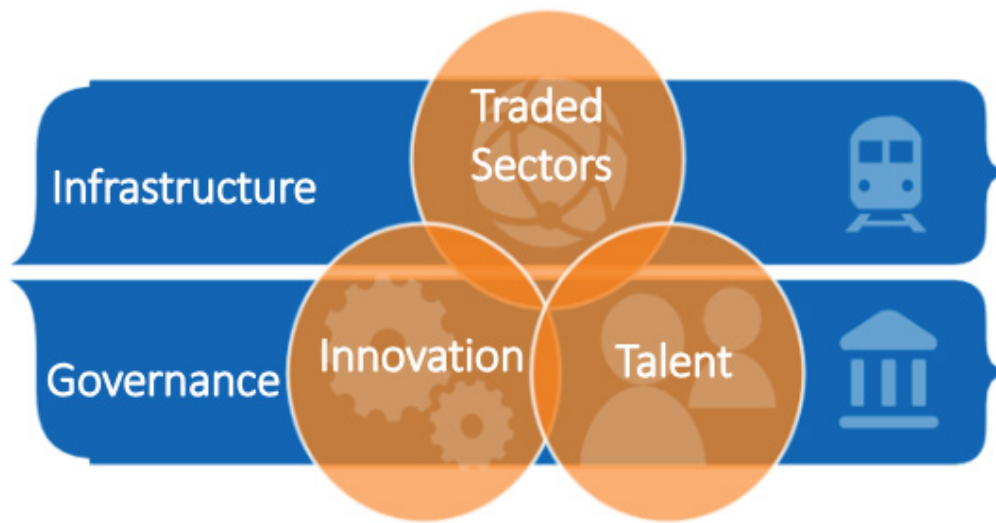 Traded
Sectors
Infrastructure
Innovation
Talent
Governance